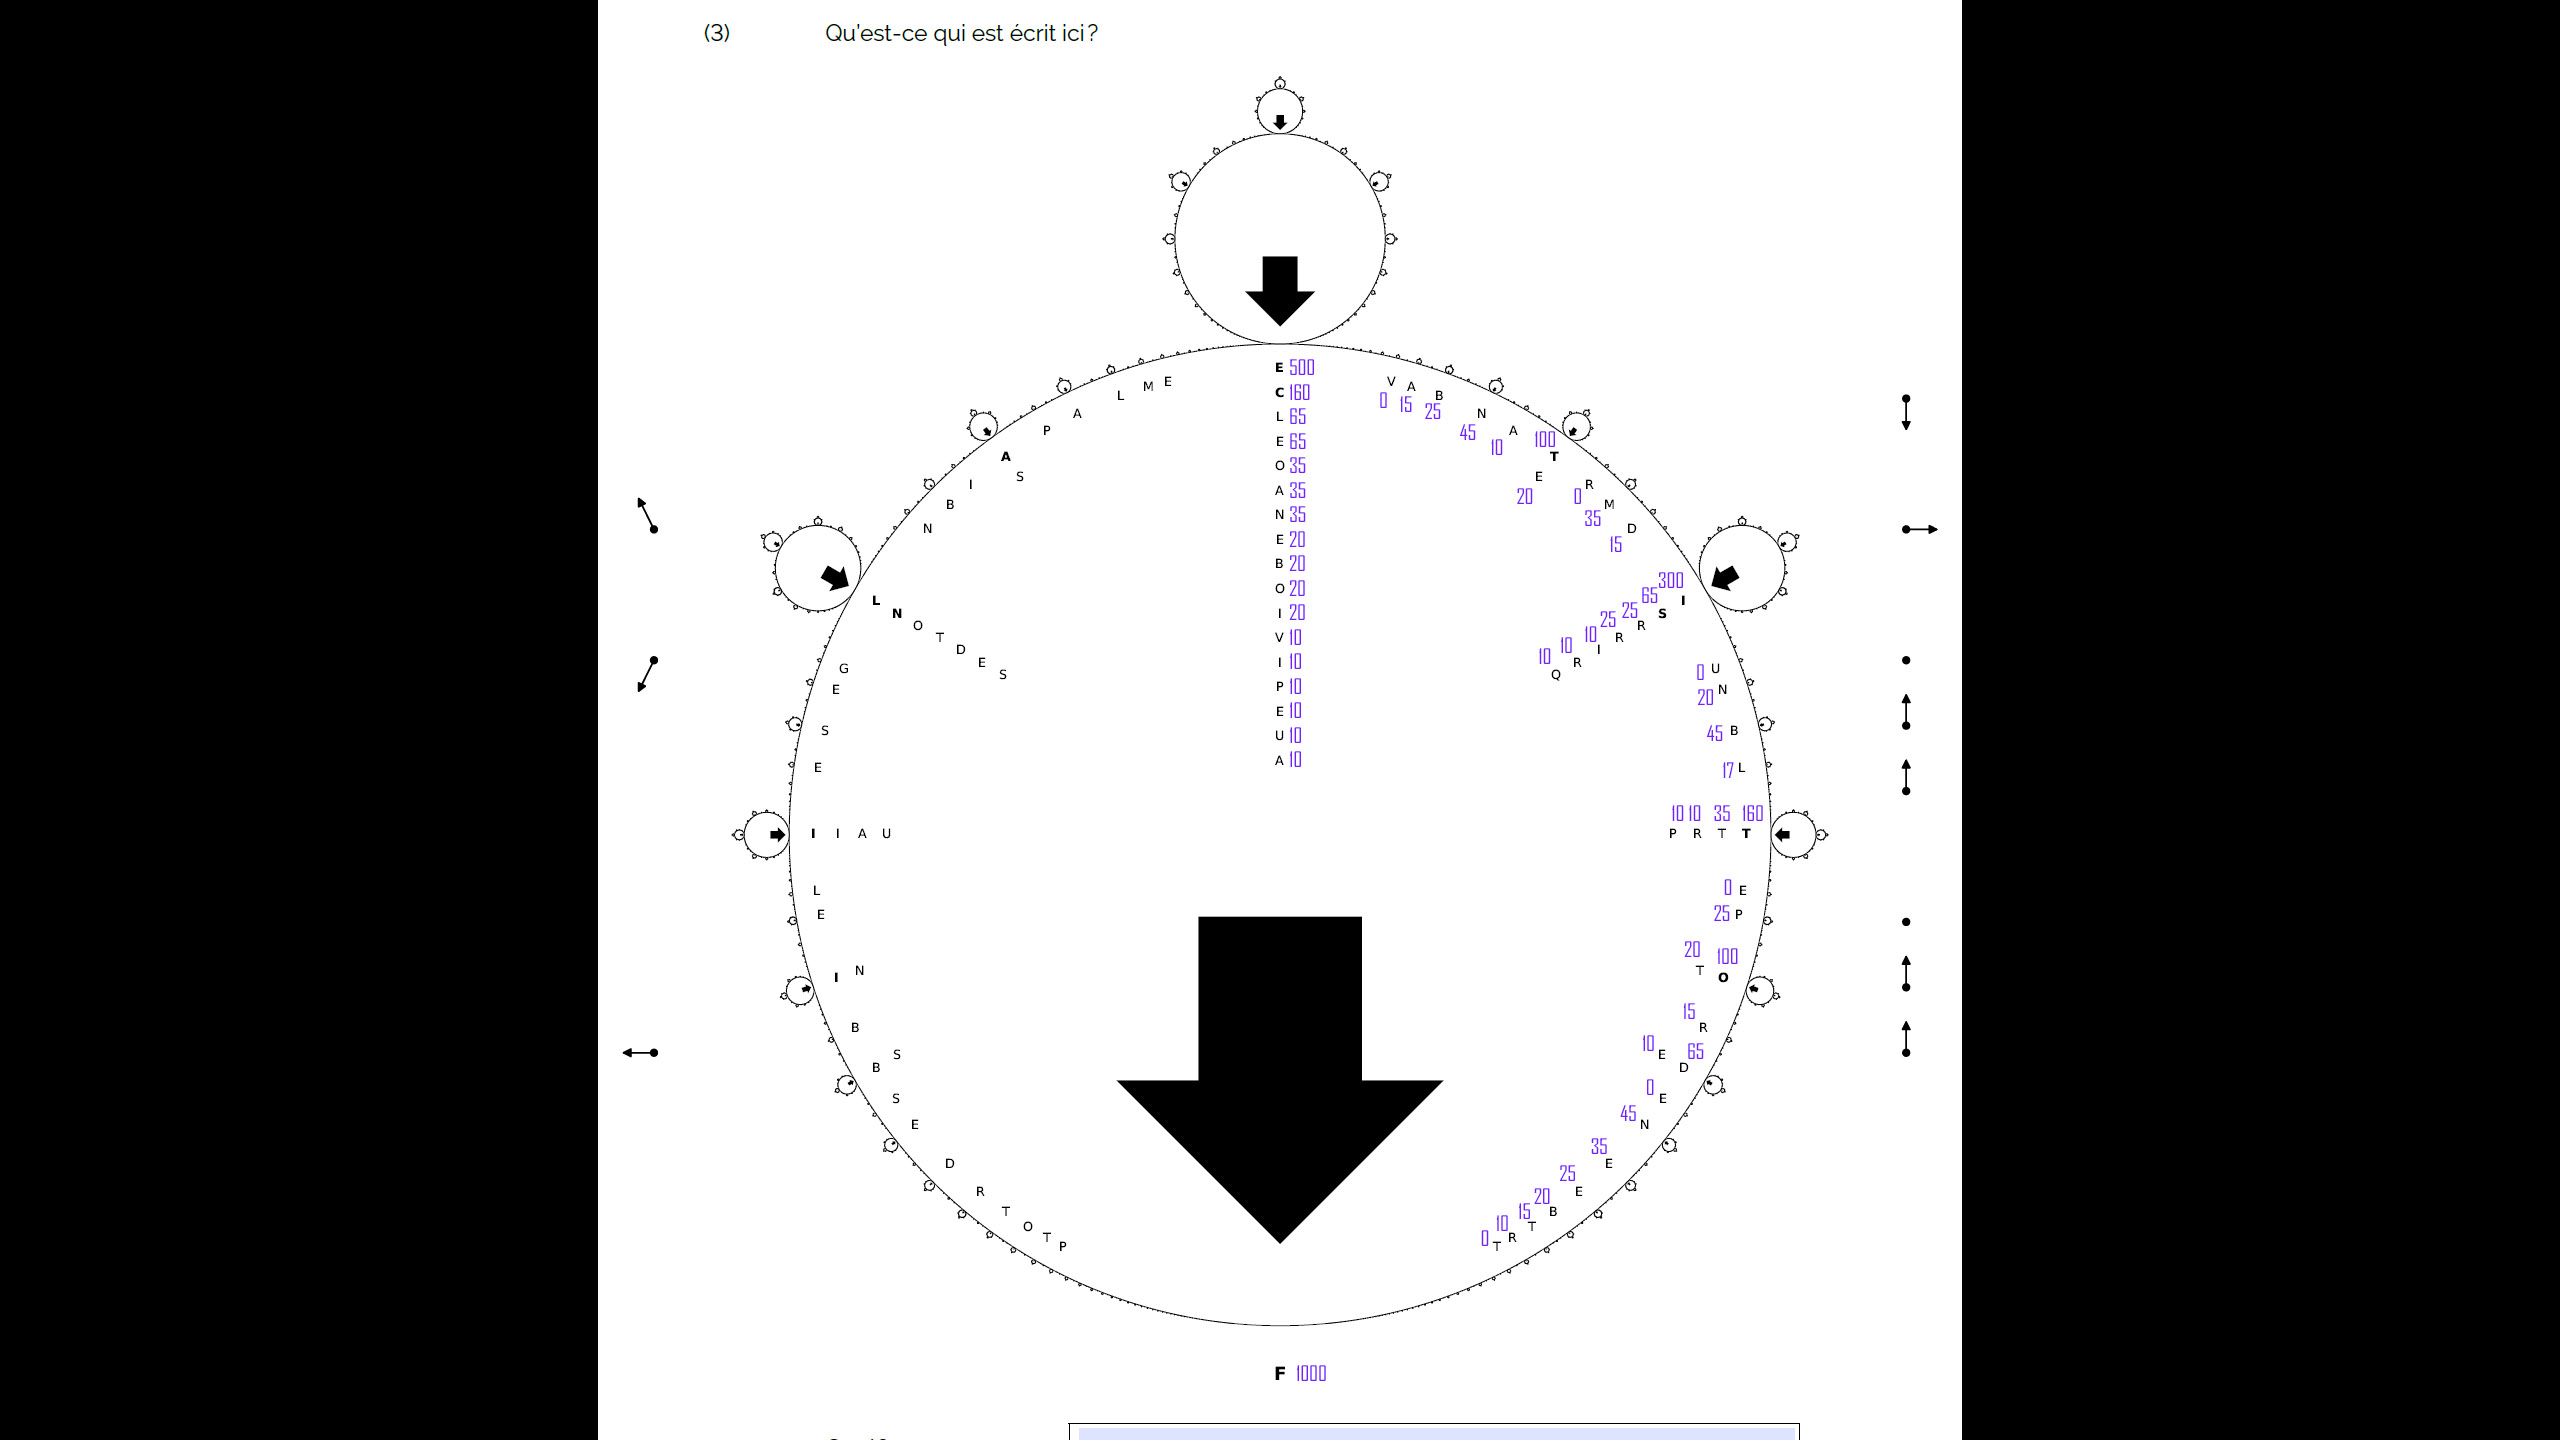 (3) Qu'est-ce qui est écrit ici ?
E 500
C 160
L 65
E 65
O 35
A 35
N 35
E 20
B 20
O 20
I 20
V 10
I 10
P 10
E 10
U 10
A 10
V 0
A 15
B 25
N 45
A 10
T 100
E 20
R 0
M 35
D 15
I 300
S 65
R 25
R 25
I 10
R 10
Q 10
U 0
N 20
B 45
L 17
T 160
T 35
R 10
P 10
E 0
P 25
O 100
T 20
R 15
D 65
E 10
E 0
N 45
E 35
E 25
B 20
T 15
R 10
T 0
F 1000
P
T
O
T
R
D
E
S
B
S
B
I N
E
L
I I A U
E
S
E
G
L N O T D E S
N
B
I
A S
P
A
L
M
E